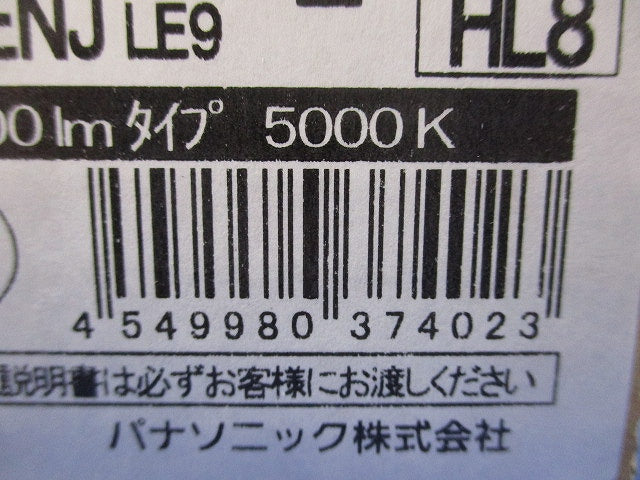 ENJ LE9
HL8
00 lm タイプ 5000 K
4 549980 374023
説明書は必ずお客様にお渡しください
パナソニック株式会社